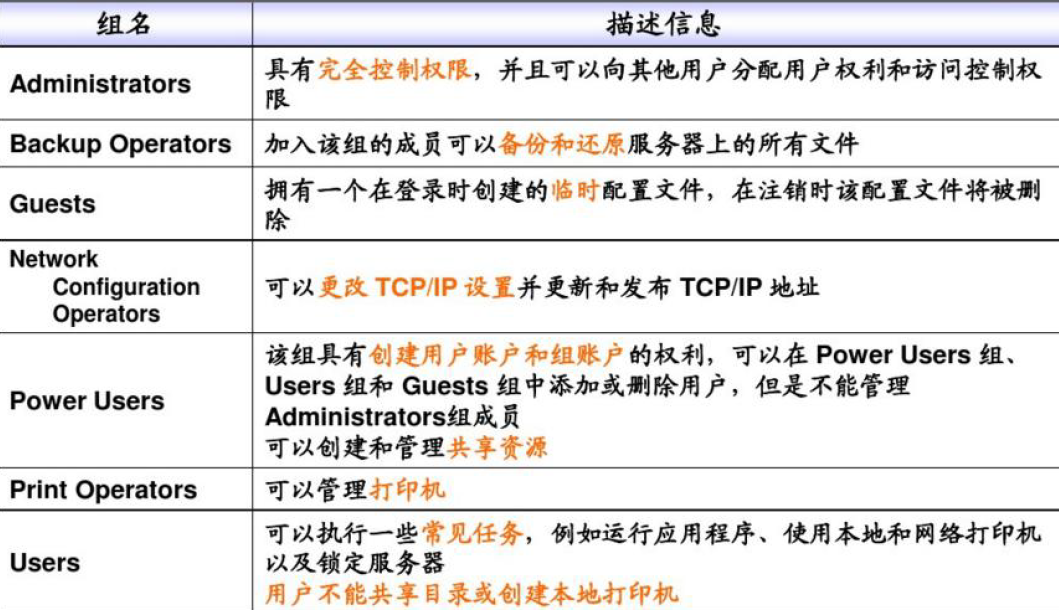 组名
描述信息
Administrators
具有完全控制权限，并且可以向其他用户分配用户权利和访问控制权
限
Backup Operators
加入该组的成员可以备份和还原服务器上的所有文件
Guests
拥有一个在登录时创建的临时配置文件，在注销时该配置文件将被删
除
Network
Configuration
Operators
可以更改 TCP/IP 设置并更新和发布 TCP/IP 地址
Power Users
该组具有创建用户账户和组账户的权利，可以在 Power Users 组、
Users 组和 Guests 组中添加或删除用户，但是不能管理
Administrators组成员
可以创建和管理共享资源
Print Operators
可以管理打印机
Users
可以执行一些常见任务，例如运行应用程序、使用本地和网络打印机
以及锁定服务器
用户不能共享目录或创建本地打印机